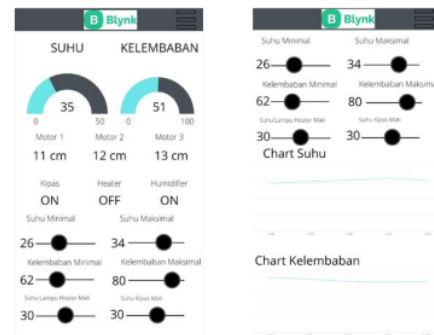 B Blynk
SUHU KELEMBABAN
35 51
0 50 0 100
Motor 1 Motor 2 Motor 3
11 cm 12 cm 13 cm
Kipas Heater Humidifier
ON OFF ON
Suhu Minimal Suhu Maksimal
26 34
Kelembaban Minimal Kelembaban Maksimal
62 80
Suhu Lampu Heater Mati Suhu Kipas Mati
30 30
B Blynk
Suhu Minimal Suhu Maksimal
26 34
Kelembaban Minimal Kelembaban Maksima
62 80
Suhu Lampu Heater Mati Suhu Kipas Mati
30 30
Chart Suhu
Chart Kelembaban